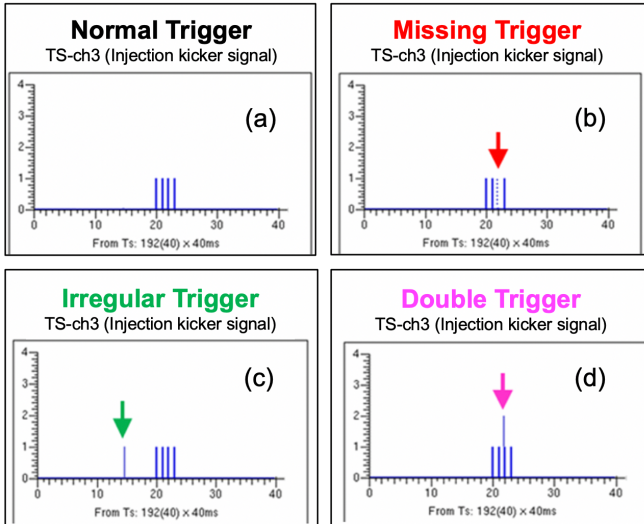 Normal Trigger
TS-ch3 (Injection kicker signal)
(a)
4
3
2
1
0
0 10 20 30 40
From Ts: 192(40) × 40ms
Missing Trigger
TS-ch3 (Injection kicker signal)
(b)
4
3
2
1
0
0 10 20 30 40
From Ts: 192(40) × 40ms
Irregular Trigger
TS-ch3 (Injection kicker signal)
(c)
4
3
2
1
0
0 10 20 30 40
From Ts: 192(40) × 40ms
Double Trigger
TS-ch3 (Injection kicker signal)
(d)
4
3
2
1
0
0 10 20 30 40
From Ts: 192(40) × 40ms